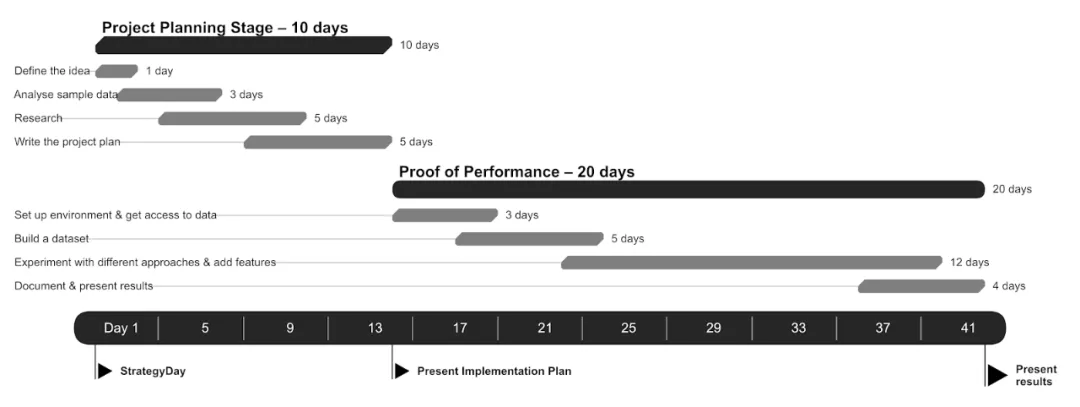 Project Planning Stage – 10 days
10 days
Define the idea 1 day
Analyse sample data 3 days
Research 5 days
Write the project plan 5 days
Proof of Performance – 20 days
20 days
Set up environment & get access to data 3 days
Build a dataset 5 days
Experiment with different approaches & add features 12 days
Document & present results 4 days
Day 1 5 9 13 17 21 25 29 33 37 41
StrategyDay Present Implementation Plan Present
results